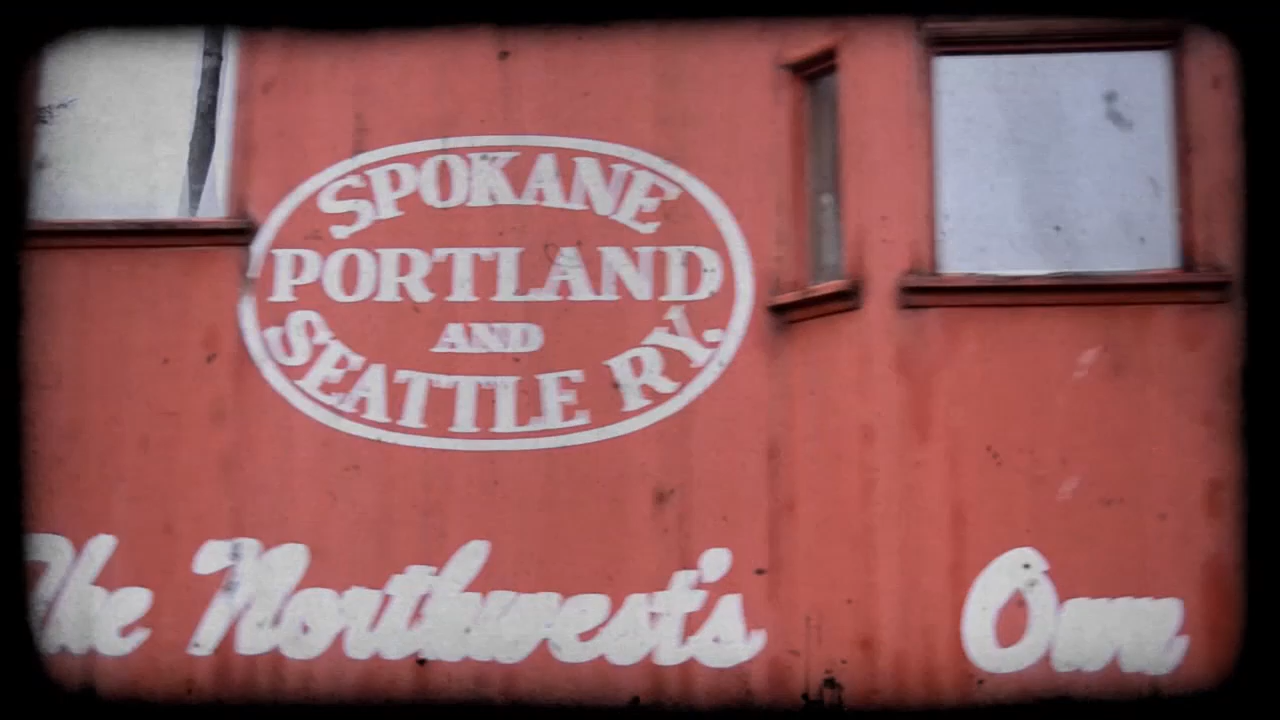 SPOKANE
PORTLAND
AND
SEATTLE RY.
The Northwest's Own